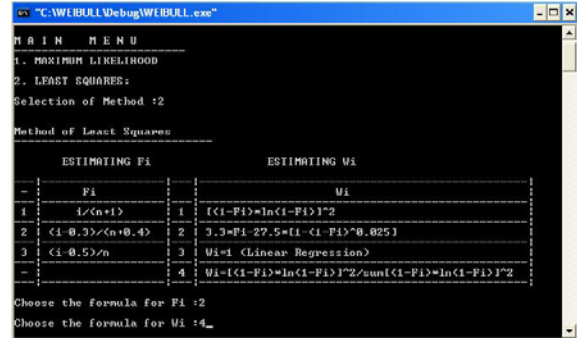 "C:\WEIBULL\Debug\WEIBULL.exe"
M A I N   M E N U
1. MAXIMUM LIKELIHOOD
2. LEAST SQUARES:
Selection of Method :2
Method of Least Squares
ESTIMATING Fi   ESTIMATING Wi
- | Fi | | Wi
1 | i/(n+1) | 1 | [(1-Fi)*ln(1-Fi)]^2
2 | (i-0.3)/(n+0.4) | 2 | 3.3*Fi-27.5*[1-(1-Fi)^0.025]
3 | (i-0.5)/n | 3 | Wi=1 (Linear Regression)
- | | 4 | Wi=[(1-Fi)*ln(1-Fi)]^2/sum[(1-Fi)*ln(1-Fi)]^2
Choose the formula for Fi :2
Choose the formula for Wi :4_